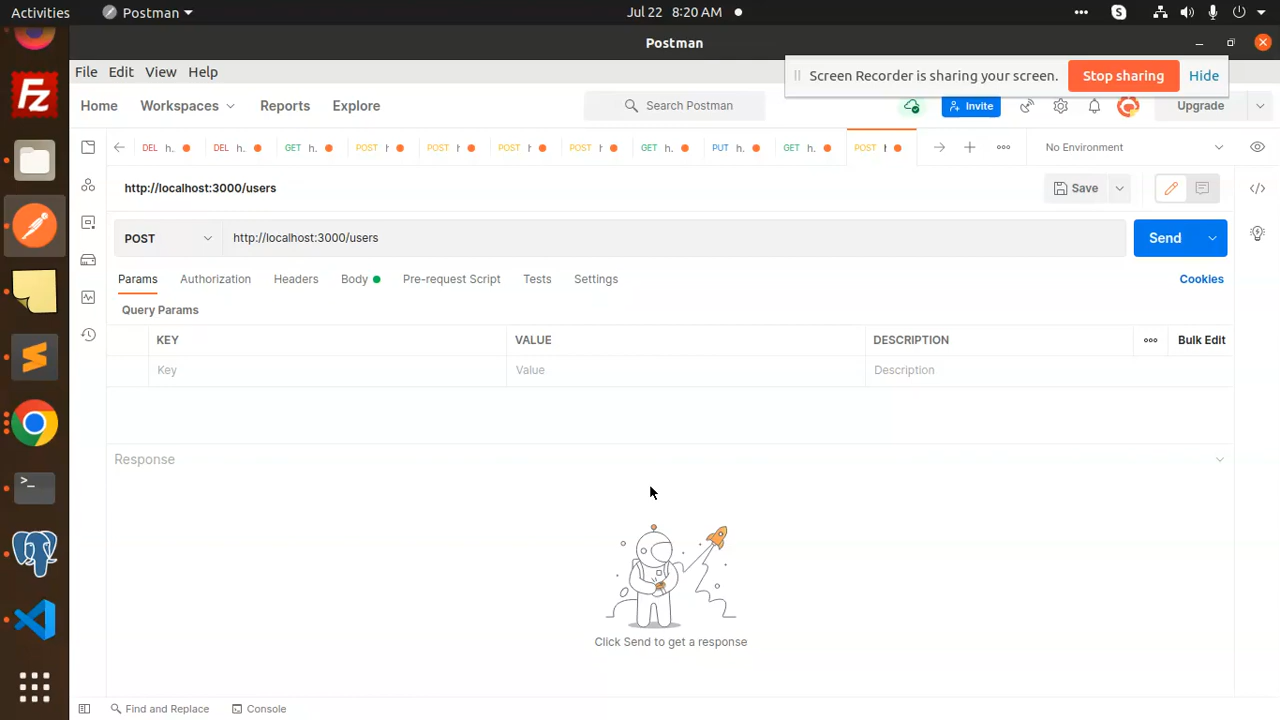 Activities Postman Jul 22 8:20 AM
Postman
File Edit View Help
Screen Recorder is sharing your screen. Stop sharing Hide
Home Workspaces Reports Explore Search Postman Invite Upgrade
DEL h. DEL h. GET h. POST h POST h POST h POST h GET h. PUT h. GET h. POST h No Environment
http://localhost:3000/users Save
POST http://localhost:3000/users Send
Params Authorization Headers Body Pre-request Script Tests Settings Cookies
Query Params
KEY VALUE DESCRIPTION Bulk Edit
Key Value Description
Response
Click Send to get a response
Find and Replace Console